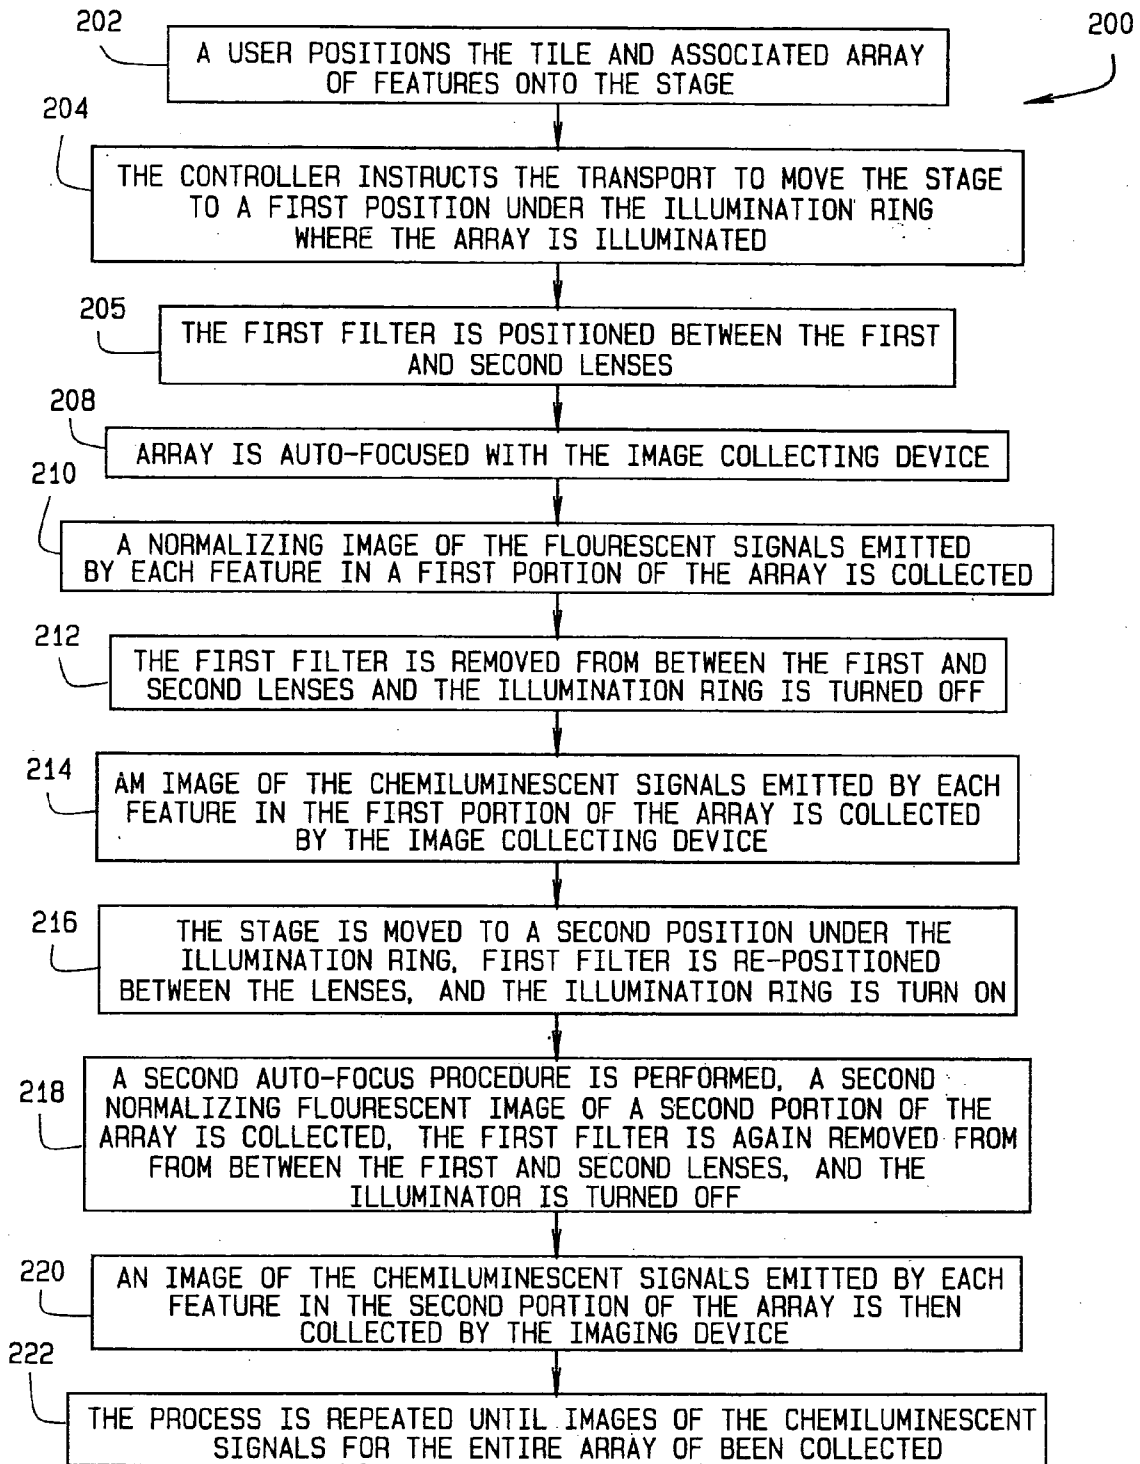 202
200
A USER POSITIONS THE TILE AND ASSOCIATED ARRAY
OF FEATURES ONTO THE STAGE
204
THE CONTROLLER INSTRUCTS THE TRANSPORT TO MOVE THE STAGE
TO A FIRST POSITION UNDER THE ILLUMINATION RING
WHERE THE ARRAY IS ILLUMINATED
205
THE FIRST FILTER IS POSITIONED BETWEEN THE FIRST
AND SECOND LENSES
208
ARRAY IS AUTO-FOCUSED WITH THE IMAGE COLLECTING DEVICE
210
A NORMALIZING IMAGE OF THE FLOURESCENT SIGNALS EMITTED
BY EACH FEATURE IN A FIRST PORTION OF THE ARRAY IS COLLECTED
212
THE FIRST FILTER IS REMOVED FROM BETWEEN THE FIRST AND
SECOND LENSES AND THE ILLUMINATION RING IS TURNED OFF
214
AM IMAGE OF THE CHEMILUMINESCENT SIGNALS EMITTED BY EACH
FEATURE IN THE FIRST PORTION OF THE ARRAY IS COLLECTED
BY THE IMAGE COLLECTING DEVICE
216
THE STAGE IS MOVED TO A SECOND POSITION UNDER THE
ILLUMINATION RING, FIRST FILTER IS RE-POSITIONED
BETWEEN THE LENSES, AND THE ILLUMINATION RING IS TURN ON
218
A SECOND AUTO-FOCUS PROCEDURE IS PERFORMED, A SECOND
NORMALIZING FLOURESCENT IMAGE OF A SECOND PORTION OF THE
ARRAY IS COLLECTED, THE FIRST FILTER IS AGAIN REMOVED FROM
FROM BETWEEN THE FIRST AND SECOND LENSES, AND THE
ILLUMINATOR IS TURNED OFF
220
AN IMAGE OF THE CHEMILUMINESCENT SIGNALS EMITTED BY EACH
FEATURE IN THE SECOND PORTION OF THE ARRAY IS THEN
COLLECTED BY THE IMAGING DEVICE
222
THE PROCESS IS REPEATED UNTIL IMAGES OF THE CHEMILUMINESCENT
SIGNALS FOR THE ENTIRE ARRAY OF BEEN COLLECTED